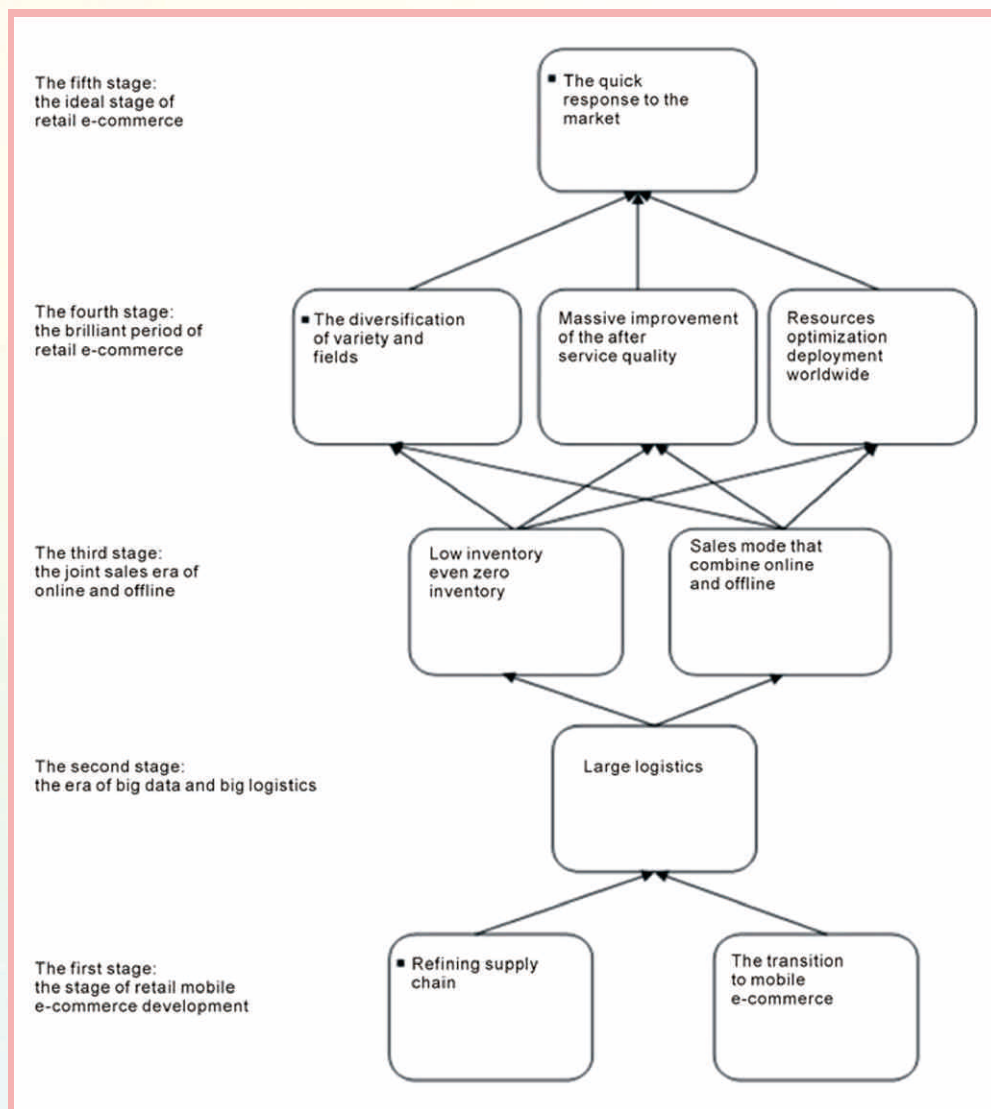 The fifth stage:
the ideal stage of
retail e-commerce
▪ The quick
response to the
market
The fourth stage:
the brilliant period of
retail e-commerce
▪ The diversification
of variety and
fields
Massive improvement
of the after
service quality
Resources
optimization
deployment
worldwide
The third stage:
the joint sales era of
online and offline
Low inventory
even zero
inventory
Sales mode that
combine online
and offline
The second stage:
the era of big data and big logistics
Large logistics
The first stage:
the stage of retail mobile
e-commerce development
▪ Refining supply
chain
The transition
to mobile
e-commerce